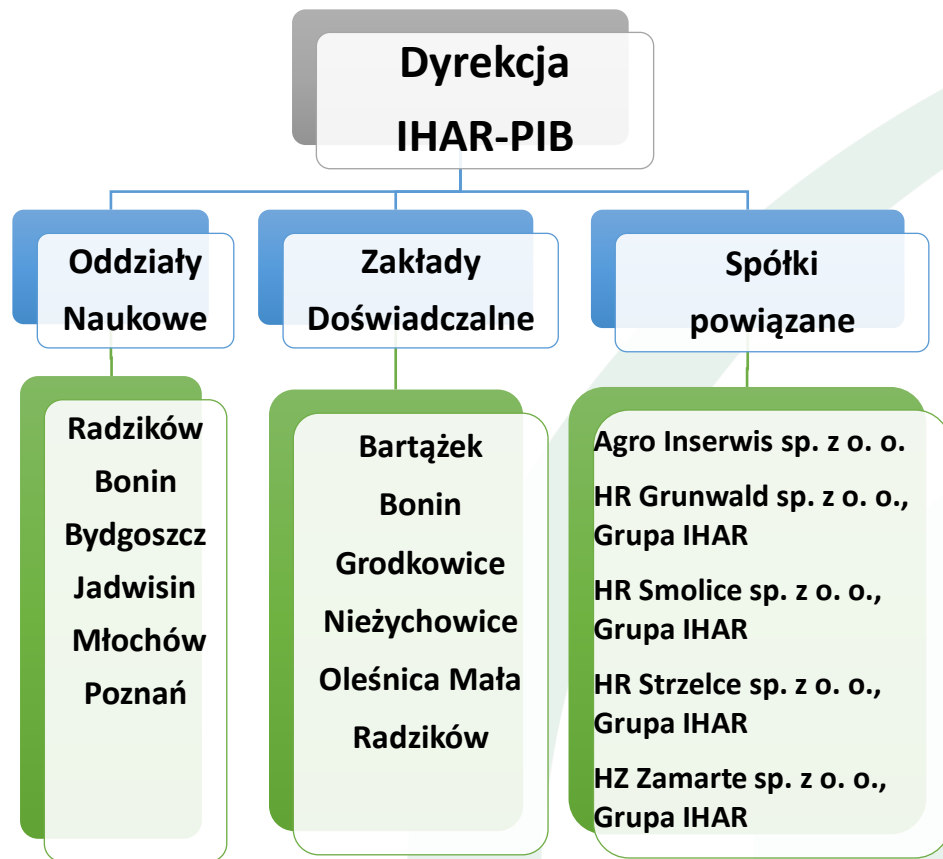 Dyrekcja
IHAR-PIB
Oddziały
Naukowe
Zakłady
Doświadczalne
Spółki
powiązane
Radzików
Bonin
Bydgoszcz
Jadwisin
Młochów
Poznań
Bartążek
Bonin
Grodkowice
Nieżychowice
Oleśnica Mała
Radzików
Agro Inserwis sp. z o. o.
HR Grunwald sp. z o. o.,
Grupa IHAR
HR Smolice sp. z o. o.,
Grupa IHAR
HR Strzelce sp. z o. o.,
Grupa IHAR
HZ Zamarte sp. z o. o.,
Grupa IHAR